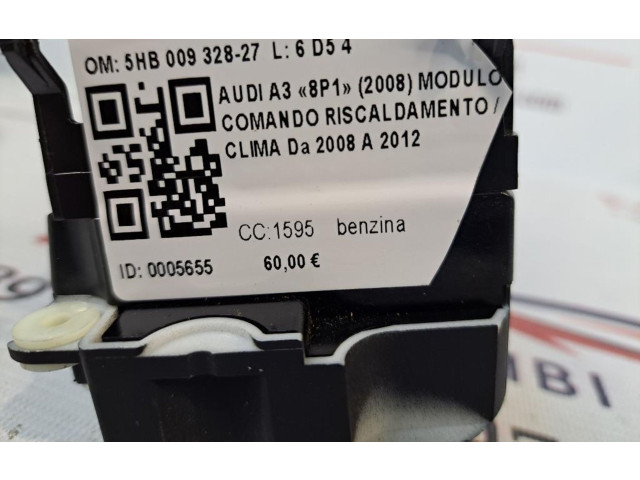 OM: 5HB 009 328-27 L: 6 D5 4
AUDI A3 «8P1» (2008) MODULO
COMANDO RISCALDAMENTO /
CLIMA Da 2008 A 2012
CC:1595 benzina
ID: 0005655
60,00 €